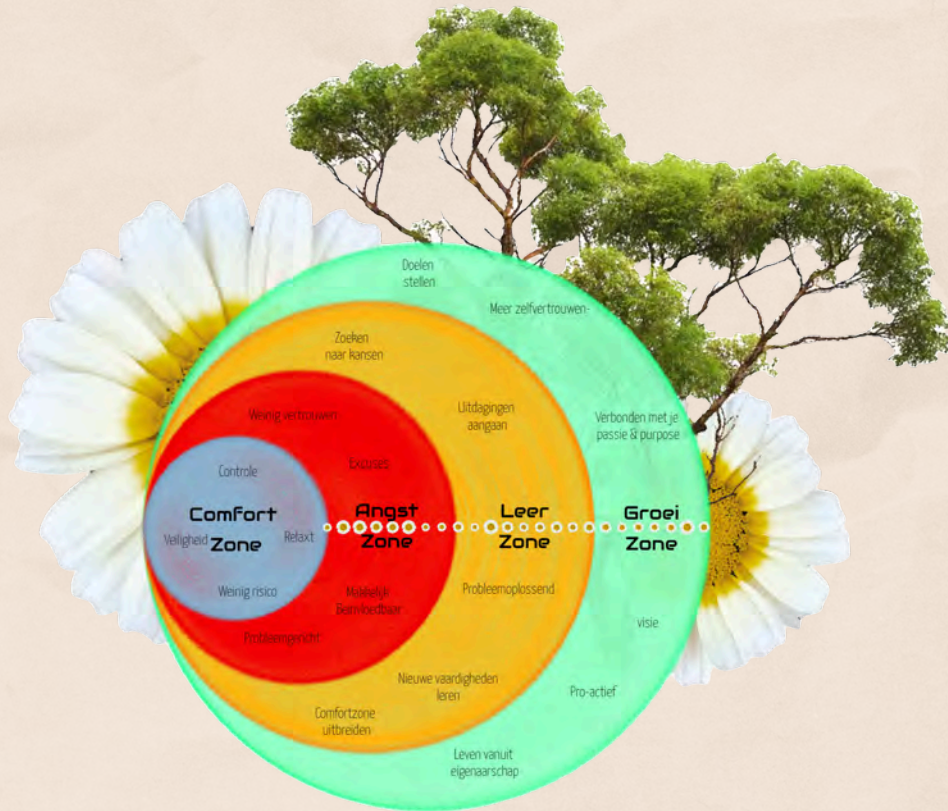 Doelen
stellen
Meer zelfvertrouwen
Zoeken
naar kansen
Uitdagingen
aangaan
Verbonden met je
passie & purpose
Weinig vertrouwen
Excuses
Controle
Comfort
Zone
Veiligheid
Relaxt
Weinig risico
Angst
Zone
Leer
Zone
Groei
Zone
Beïnvloedbaar
Probleemgericht
Probleemoplossend
visie
Nieuwe vaardigheden
leren
Pro-actief
Comfortzone
uitbreiden
Leven vanuit
eigenaarschap